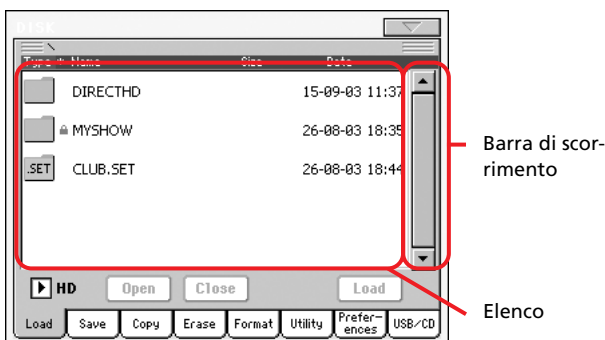 DISK
Type * Name Size Date
DIRECTHD 15-09-03 11:37
MYSHOW 26-08-03 18:35
.SET CLUB.SET 26-08-03 18:44
Barra di scor-
rimento
HD Open Close Load
Elenco
Load Save Copy Erase Format Utility Prefer-
ences USB/CD